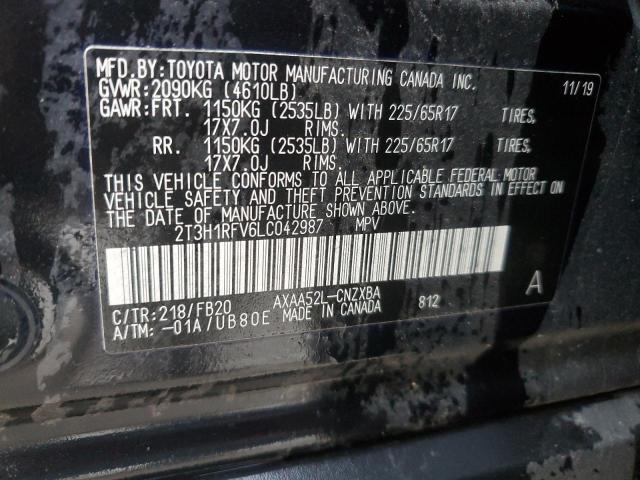 MFD.BY:TOYOTA MOTOR MANUFACTURING CANADA INC.
GVWR:2090KG (4610LB) 11/19
GAWR:FRT. 1150KG (2535LB) WITH 225/65R17 TIRES,
17X7.0J RIMS.
RR. 1150KG (2535LB) WITH 225/65R17 TIRES,
17X7.0J RIMS.
THIS VEHICLE CONFORMS TO ALL APPLICABLE FEDERAL MOTOR
VEHICLE SAFETY AND THEFT PREVENTION STANDARDS IN EFFECT ON
THE DATE OF MANUFACTURE SHOWN ABOVE.
2T3H1RFV6LC042987 MPV
C/TR:218/FB20 AXAA52L-CNZXBA 812 A
A/TM: -01A/UB80E MADE IN CANADA